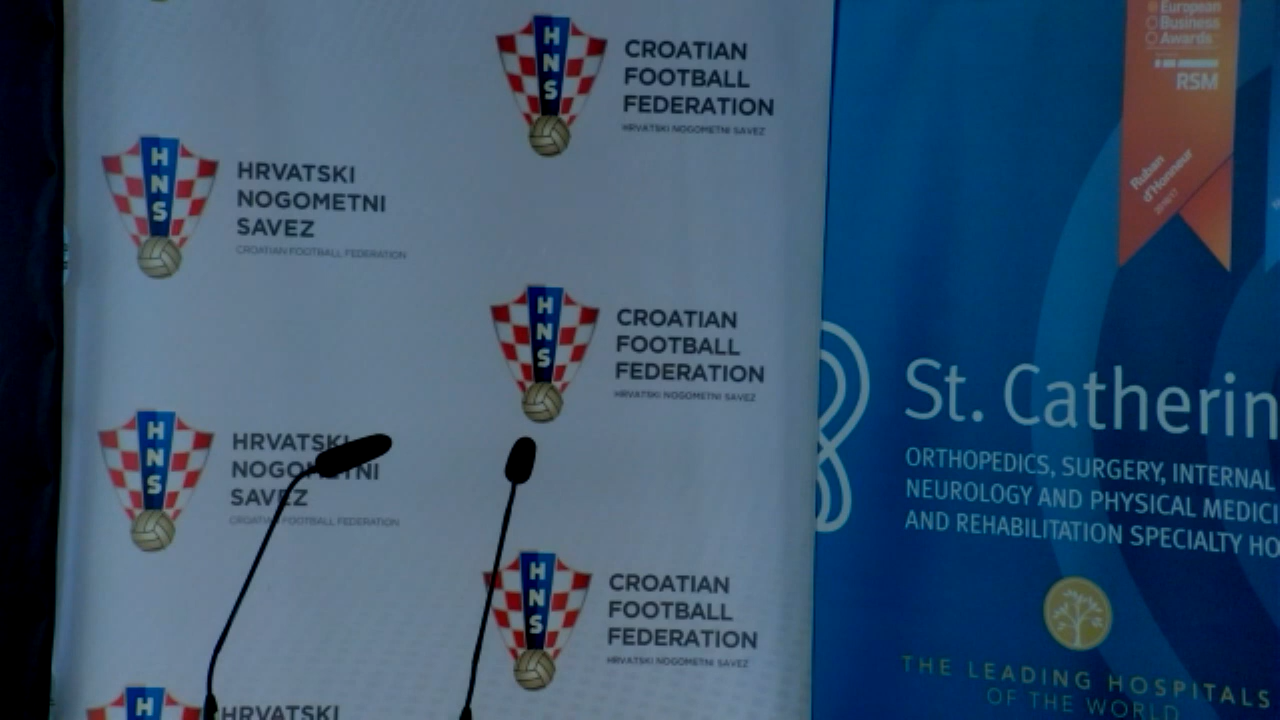 HNS
CROATIAN
FOOTBALL
FEDERATION
HRVATSKI NOGOMETNI SAVEZ
HNS
HRVATSKI
NOGOMETNI
SAVEZ
CROATIAN FOOTBALL FEDERATION
HNS
CROATIAN
FOOTBALL
FEDERATION
HRVATSKI NOGOMETNI SAVEZ
HNS
HRVATSKI
NOGOMETNI
SAVEZ
CROATIAN FOOTBALL FEDERATION
HNS
CROATIAN
FOOTBALL
FEDERATION
HRVATSKI NOGOMETNI SAVEZ
H
HRVATSKI
European
Business
Awards
RSM
Ruban
d'Honneur
2016/17
St. Catherin
ORTHOPEDICS, SURGERY, INTERNAL
NEUROLOGY AND PHYSICAL MEDICI
AND REHABILITATION SPECIALTY HO
THE LEADING HOSPITALS
OF THE WORLD